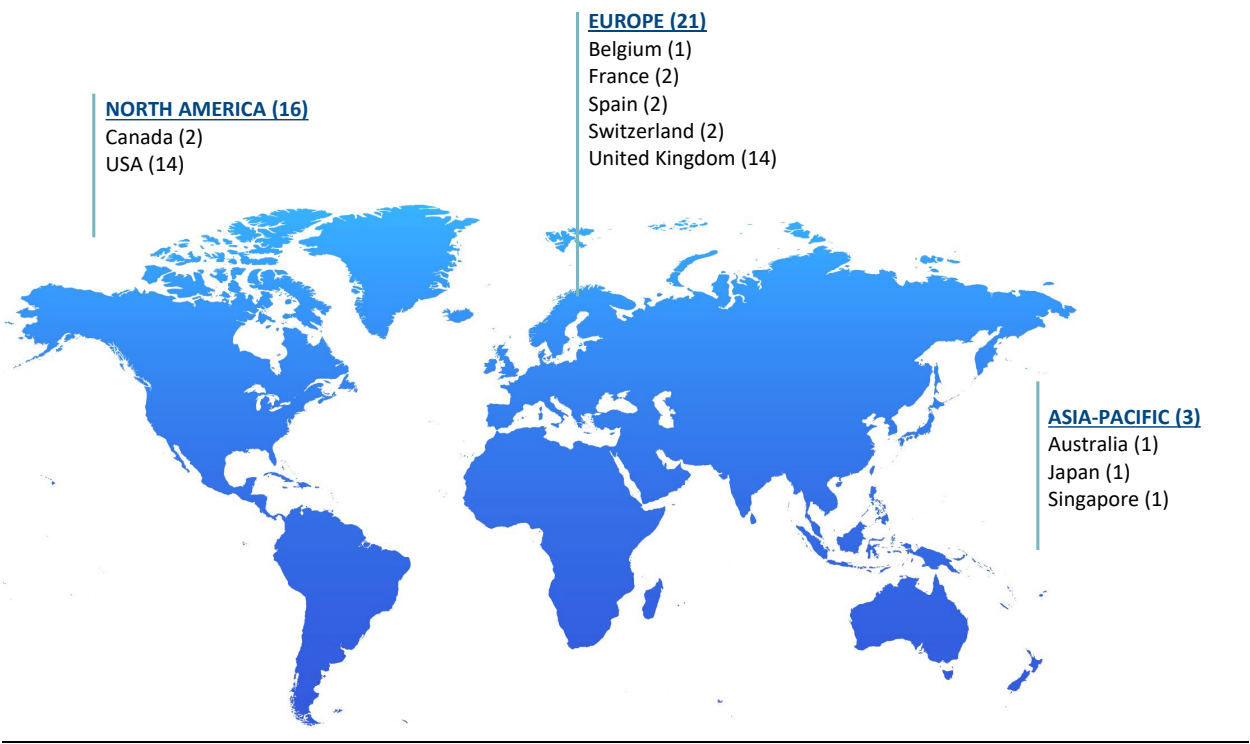 EUROPE (21)
Belgium (1)
France (2)
Spain (2)
Switzerland (2)
United Kingdom (14)
NORTH AMERICA (16)
Canada (2)
USA (14)
ASIA-PACIFIC (3)
Australia (1)
Japan (1)
Singapore (1)